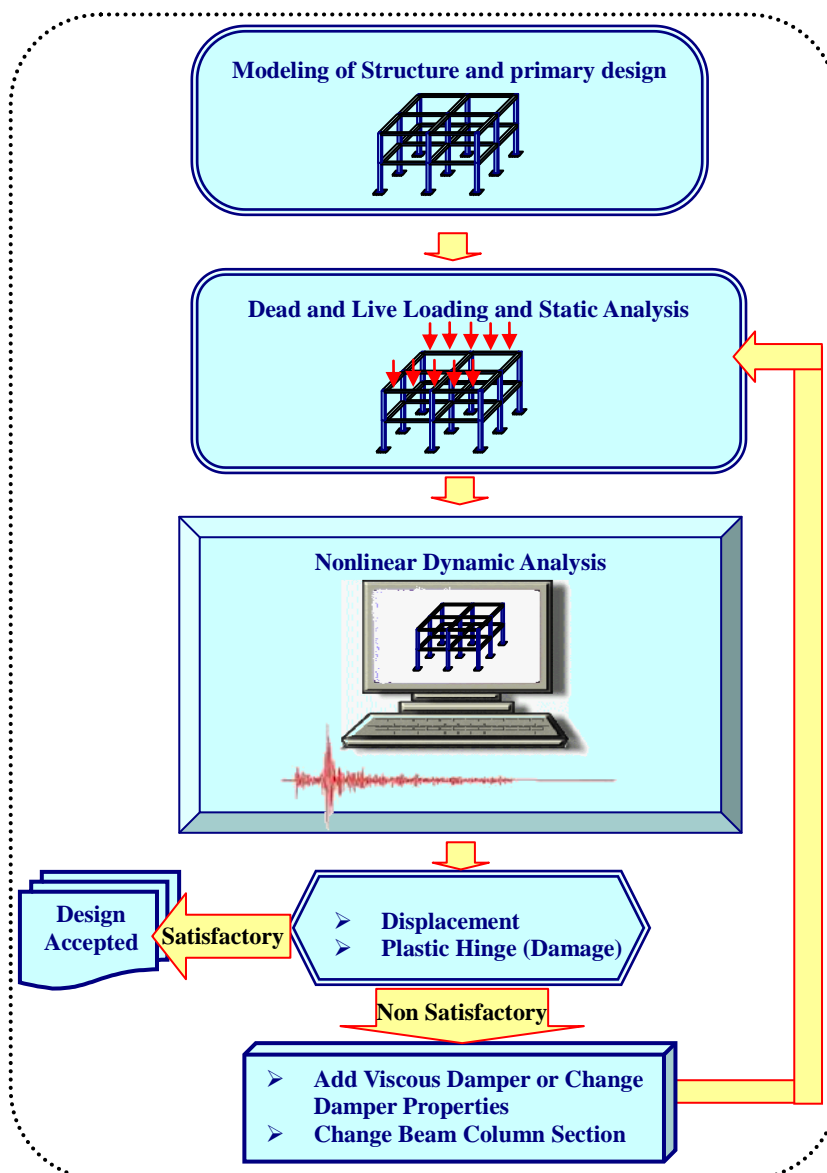 Modeling of Structure and primary design
Dead and Live Loading and Static Analysis
Nonlinear Dynamic Analysis
Design
Accepted
Satisfactory
➢ Displacement
➢ Plastic Hinge (Damage)
Non Satisfactory
➢ Add Viscous Damper or Change
Damper Properties
➢ Change Beam Column Section